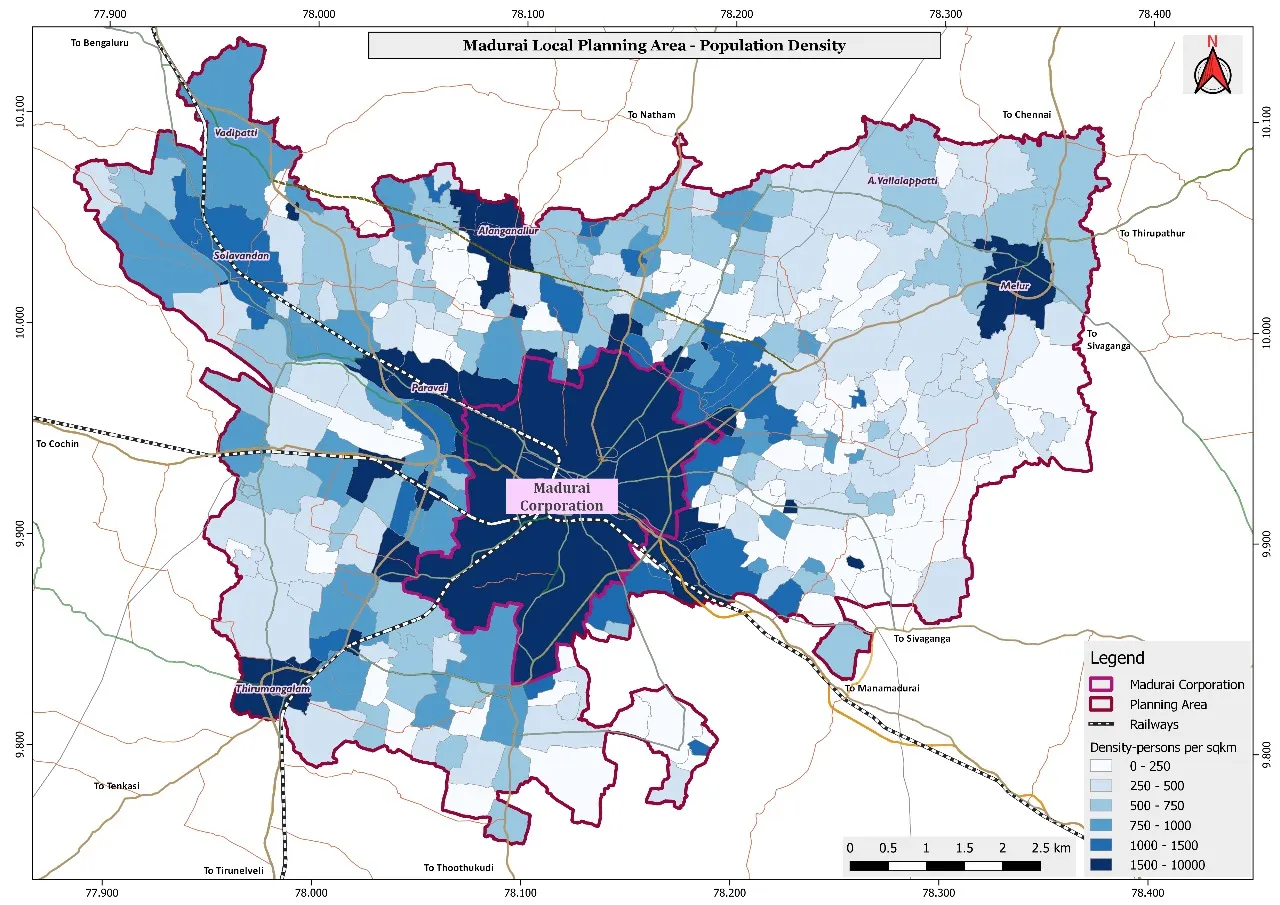 77.900 78.000 78.100 78.200 78.300 78.400
Madurai Local Planning Area - Population Density
To Bengaluru
N
10.100
10.100
To Natham
To Chennai
Vadipatti
A.Vallalappatti
Alanganallur
To Thirupathur
Solavandan
Melur
10.000
10.000
To
Sivaganga
Paravai
To Cochin
Madurai
Corporation
9.900
9.900
To Sivaganga
Thirumangalam
To Manamadurai
9.800
9.800
To Tenkasi
To Tirunelveli
To Thoothukudi
Legend
Madurai Corporation
Planning Area
Railways
Density-persons per sqkm
0 - 250
250 - 500
500 - 750
750 - 1000
1000 - 1500
1500 - 10000
0 0.5 1 1.5 2 2.5 km
77.900 78.000 78.100 78.200 78.300 78.400